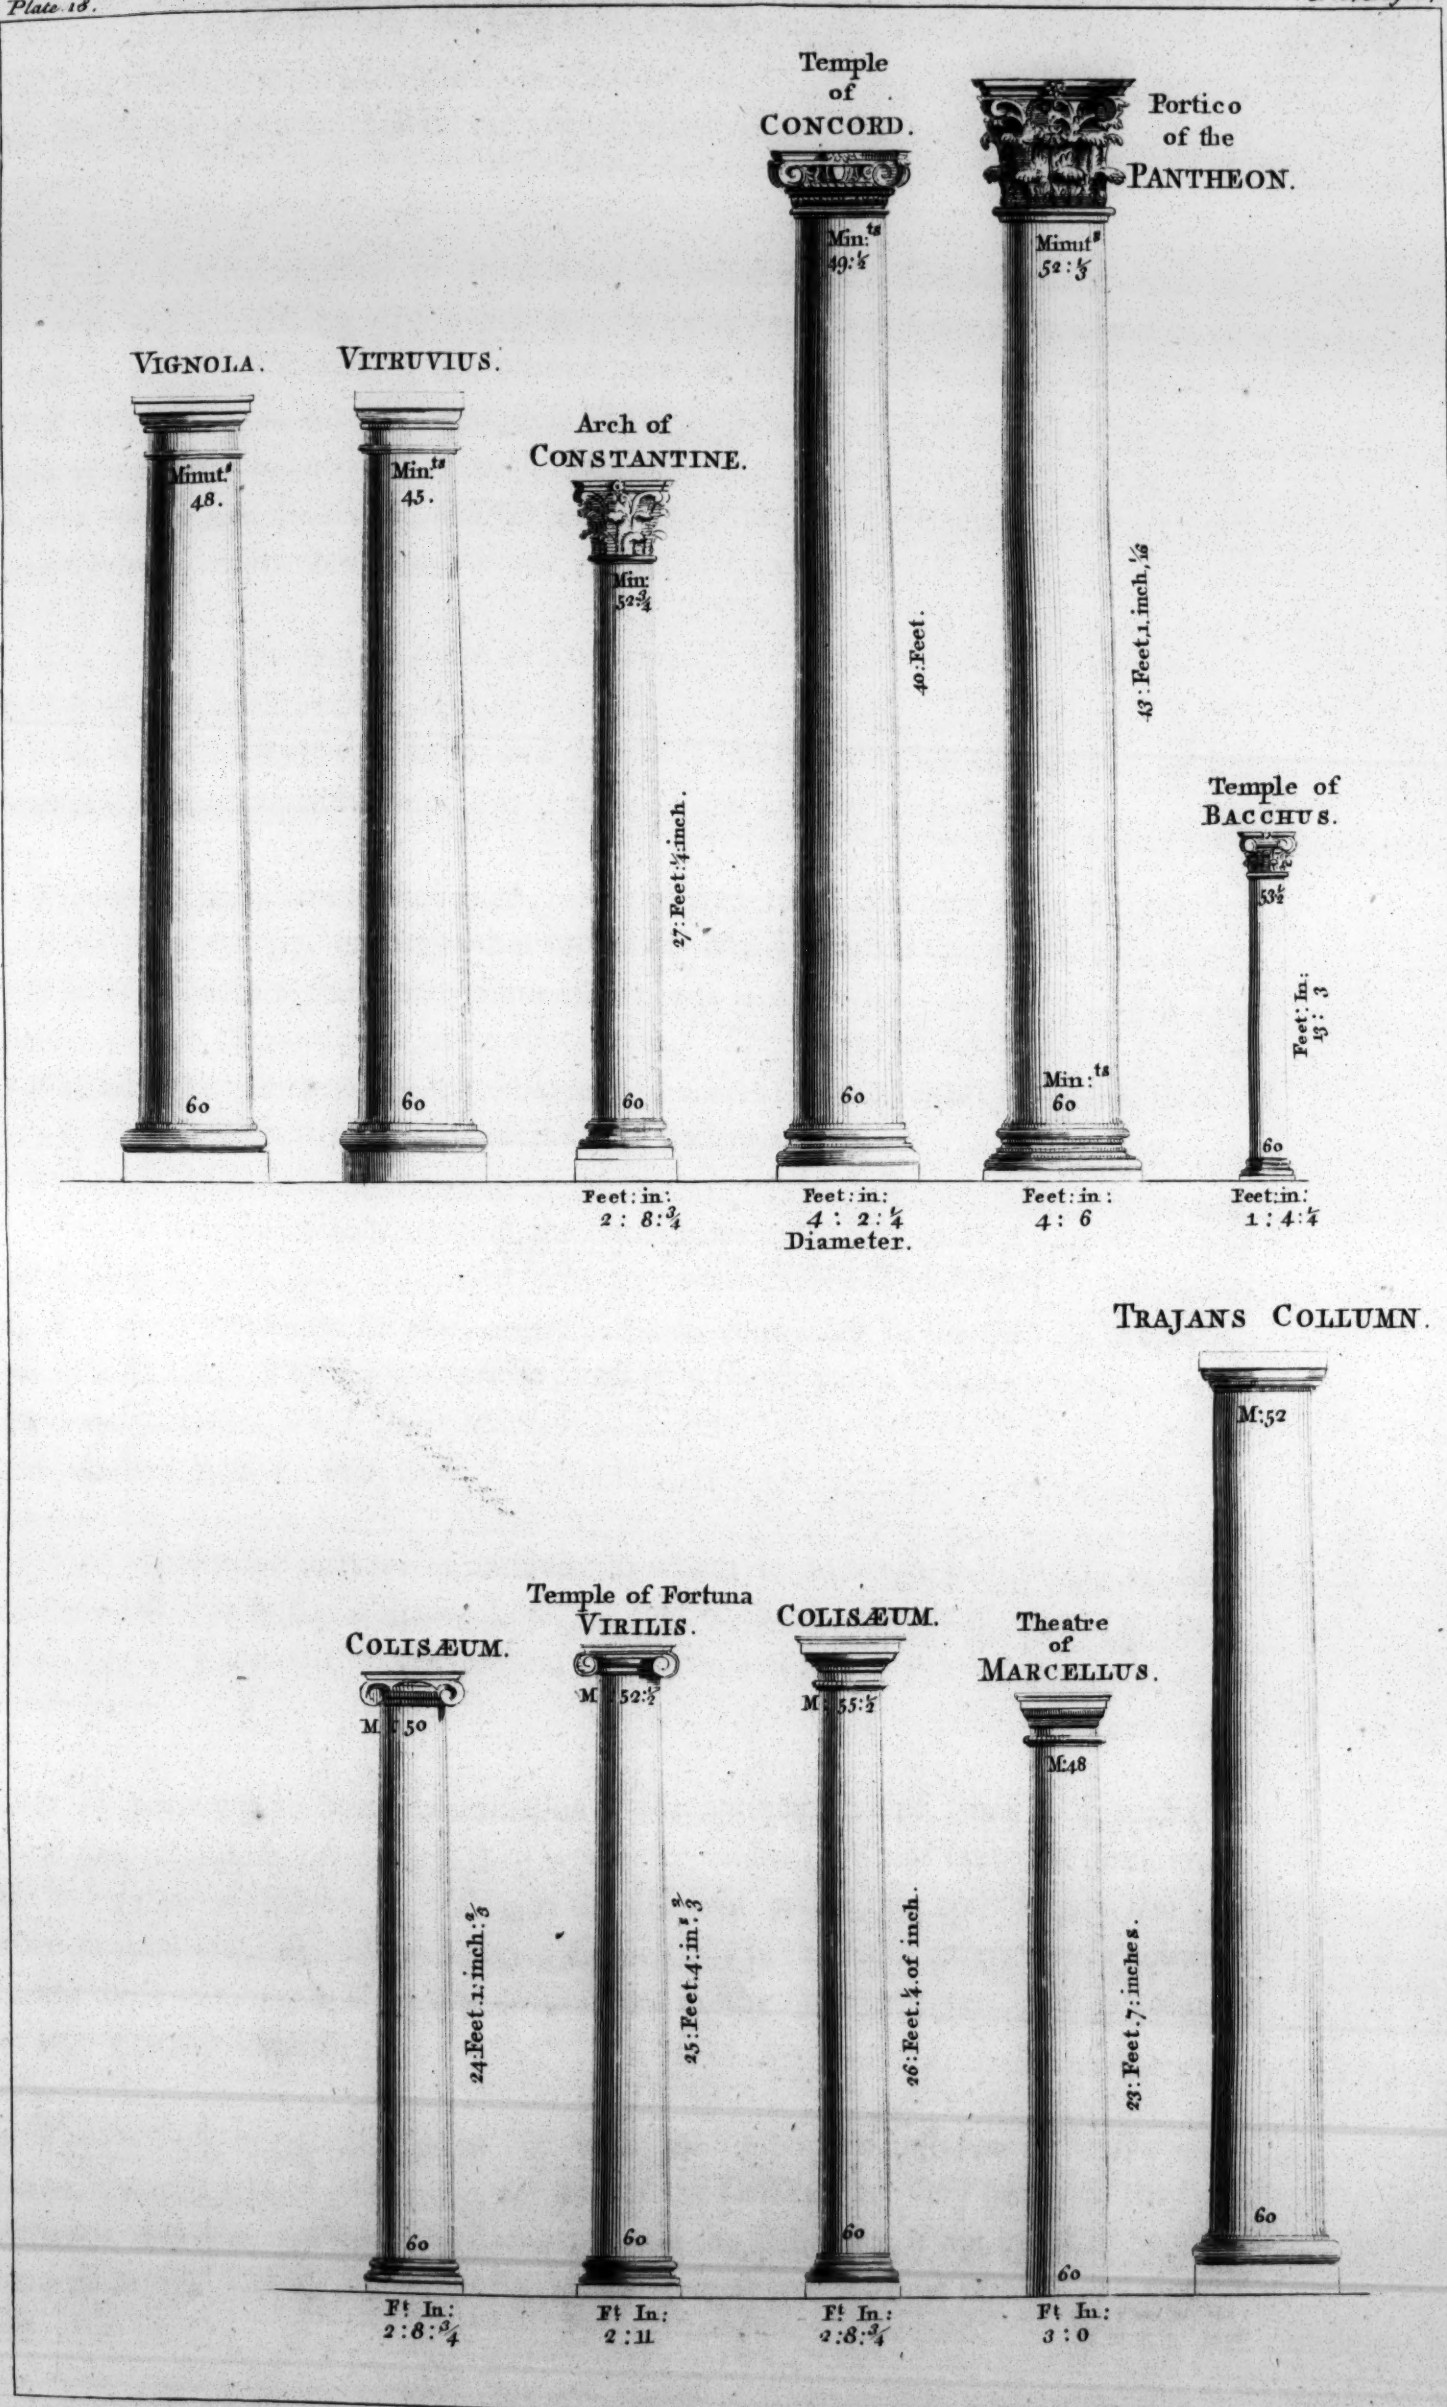 Plate 18.
VIGNOLA.
Minut.s
48.
60
VITRUVIUS.
Min:ts
45.
60
Arch of
CONSTANTINE.
Min:
52:3/4
60
27:Feet:1/4:inch.
Feet:in:
2 : 8:3/4
Temple
of
CONCORD.
Min:ts
49:1/2
60
40:Feet.
Feet:in:
4 : 2:1/4
Diameter.
Portico
of the
PANTHEON.
Minuts
52:1/3
Min:ts
60
43:Feet,1,inch,1/16
Feet:in:
4: 6
Temple of
BACCHUS.
53 1/2
60
Feet: In:
13: 3
Feet:in:
1:4:1/4
COLISÆUM.
M: 50
60
24:Feet.1:inch:2/3
Ft. In:
2:8:3/4
Temple of Fortuna
VIRILIS.
M: 52:1/2
60
25:Feet.4:in:s 2/3
Ft. In:
2:11
COLISÆUM.
M: 55:1/2
60
26:Feet.1/4.of inch.
Ft. In:
2:8:3/4
Theatre
of
MARCELLUS.
M:48
60
23:Feet.7:inches.
Ft. In:
3:0
TRAJANS COLLUMN.
M:52
60